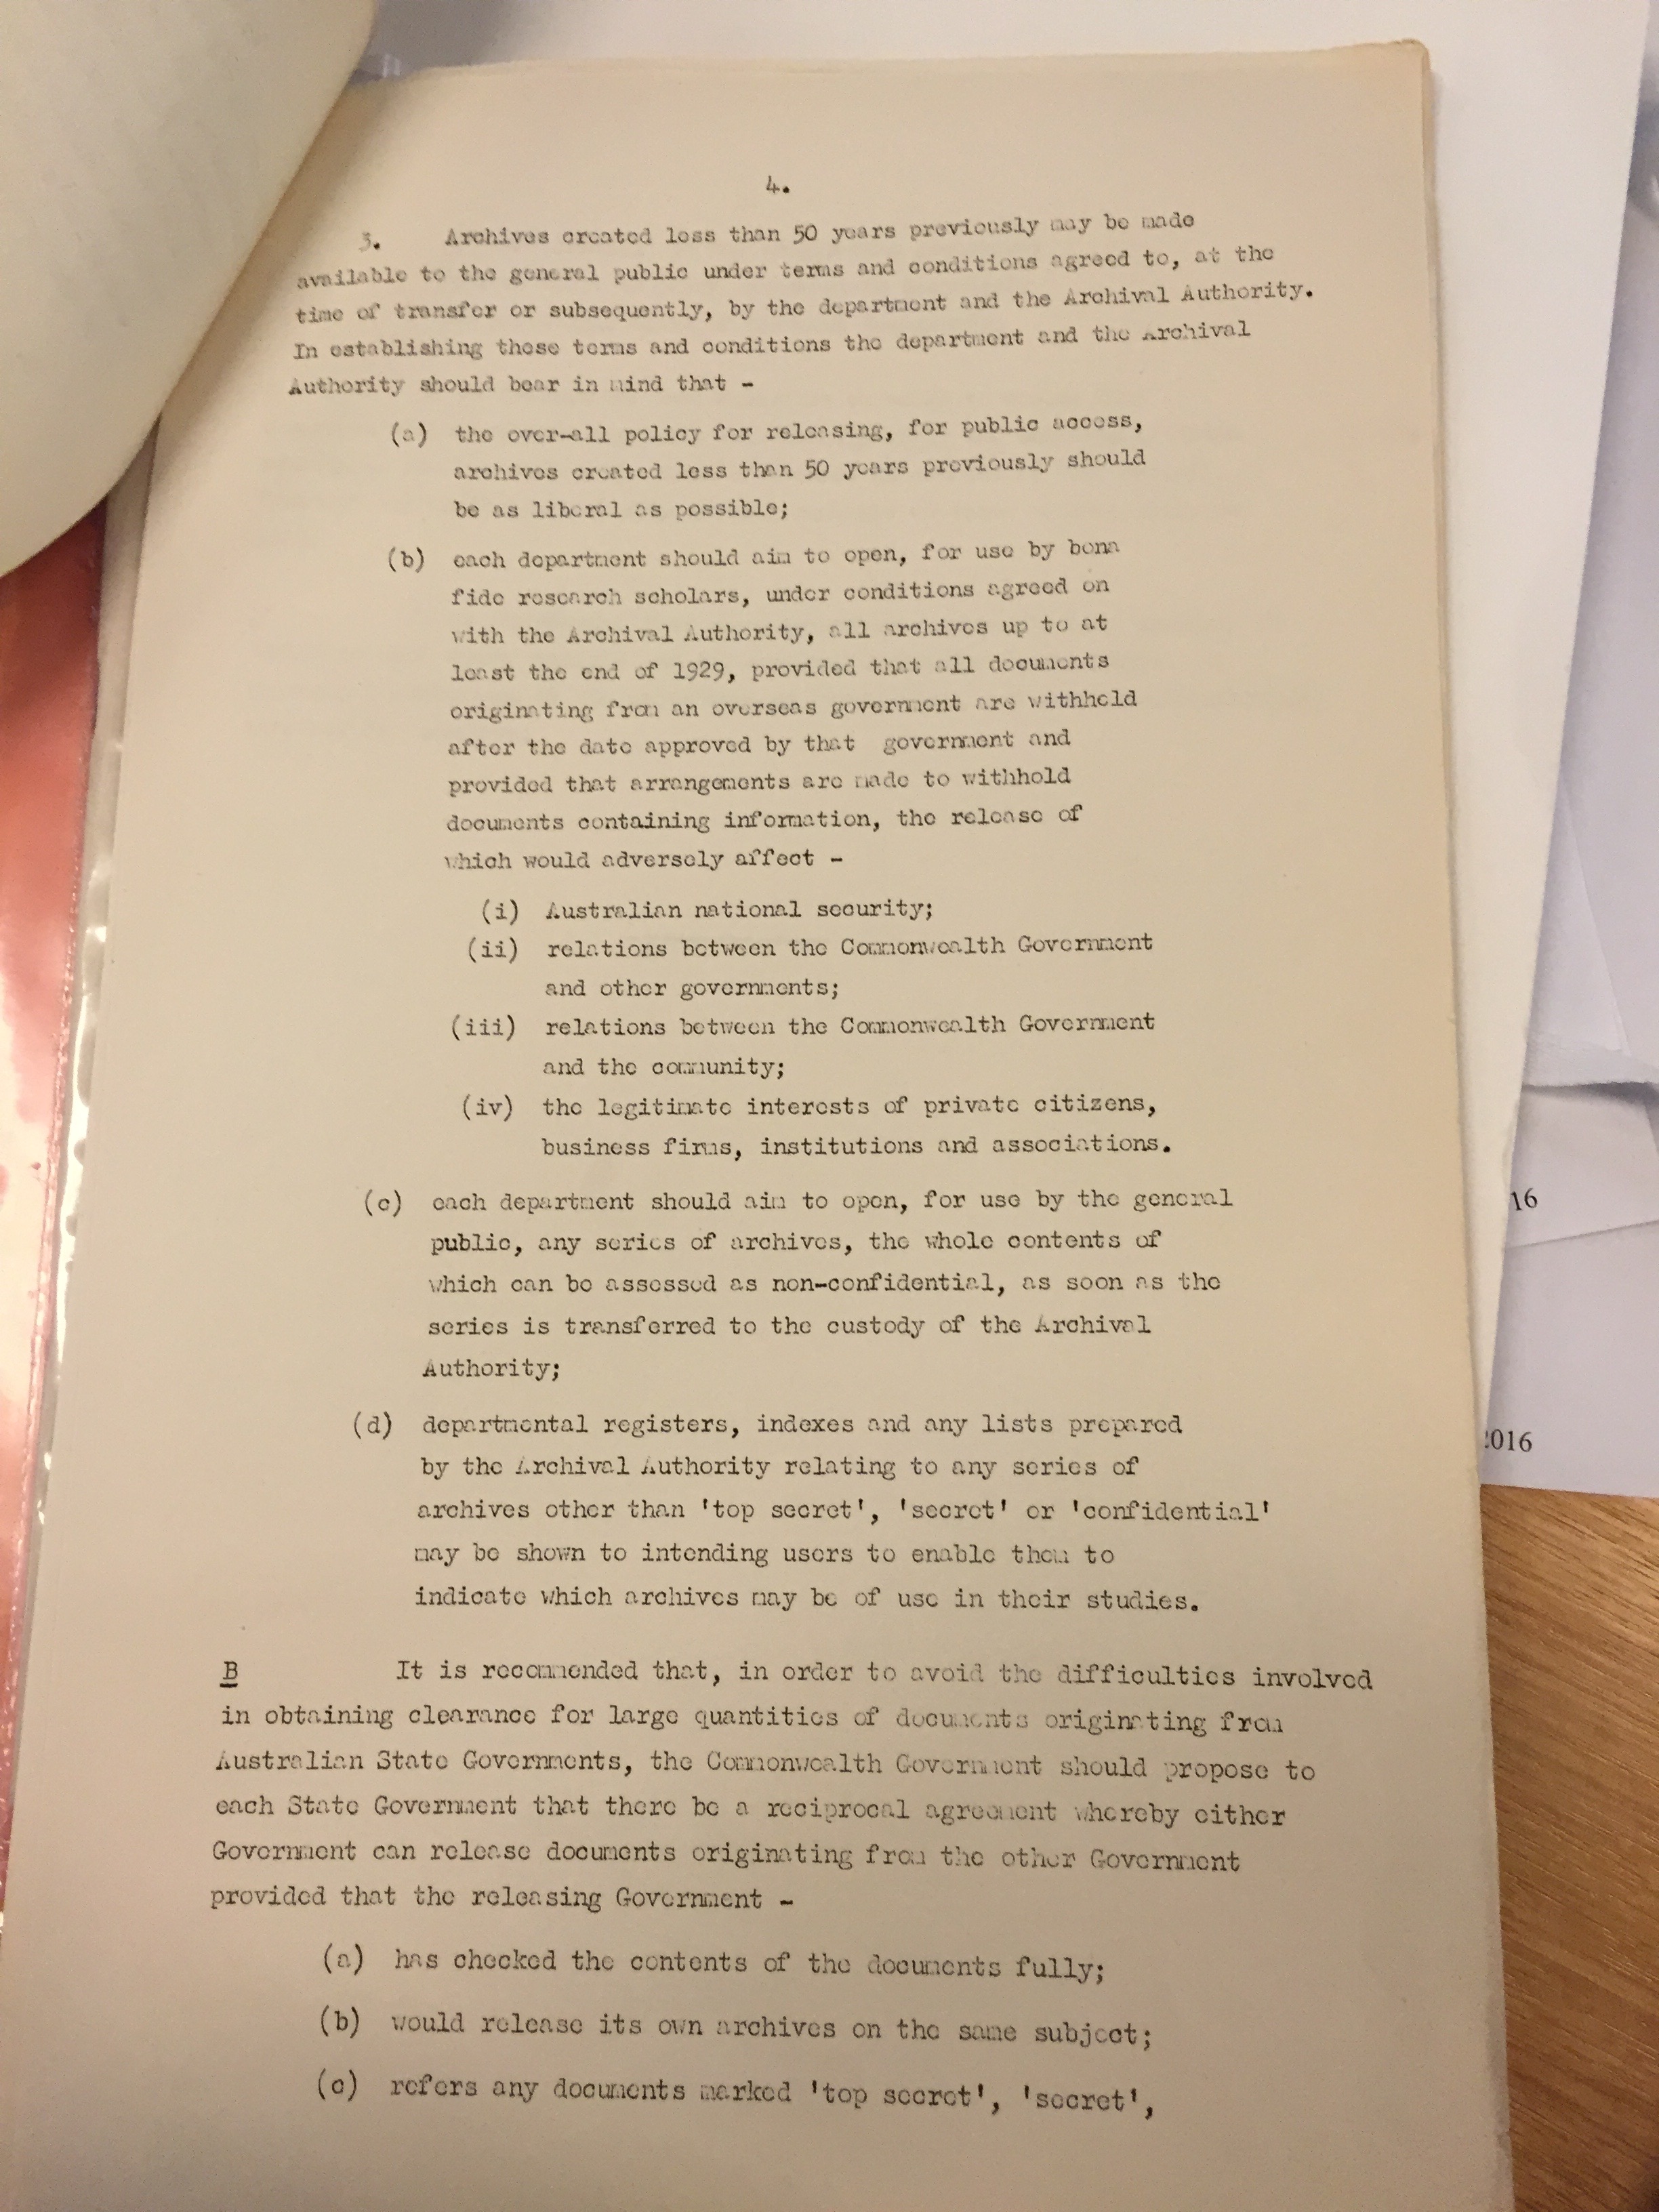 4.
3. Archives created less than 50 years previously may be made
available to the general public under terms and conditions agreed to, at the
time of transfer or subsequently, by the department and the Archival Authority.
In establishing these terms and conditions the department and the Archival
Authority should bear in mind that -
(a) the over-all policy for releasing, for public access,
archives created less than 50 years previously should
be as liberal as possible;
(b) each department should aim to open, for use by bona
fide research scholars, under conditions agreed on
with the Archival Authority, all archives up to at
least the end of 1929, provided that all documents
originating from an overseas government are withheld
after the date approved by that government and
provided that arrangements are made to withhold
documents containing information, the release of
which would adversely affect -
(i) Australian national security;
(ii) relations between the Commonwealth Government
and other governments;
(iii) relations between the Commonwealth Government
and the community;
(iv) the legitimate interests of private citizens,
business firms, institutions and associations.
(c) each department should aim to open, for use by the general
public, any series of archives, the whole contents of
which can be assessed as non-confidential, as soon as the
series is transferred to the custody of the Archival
Authority;
(d) departmental registers, indexes and any lists prepared
by the Archival Authority relating to any series of
archives other than 'top secret', 'secret' or 'confidential'
may be shown to intending users to enable them to
indicate which archives may be of use in their studies.
B It is recommended that, in order to avoid the difficulties involved
in obtaining clearance for large quantities of documents originating from
Australian State Governments, the Commonwealth Government should propose to
each State Government that there be a reciprocal agreement whereby either
Government can release documents originating from the other Government
provided that the releasing Government -
(a) has checked the contents of the documents fully;
(b) would release its own archives on the same subject;
(c) refers any documents marked 'top secret', 'secret',
16
2016